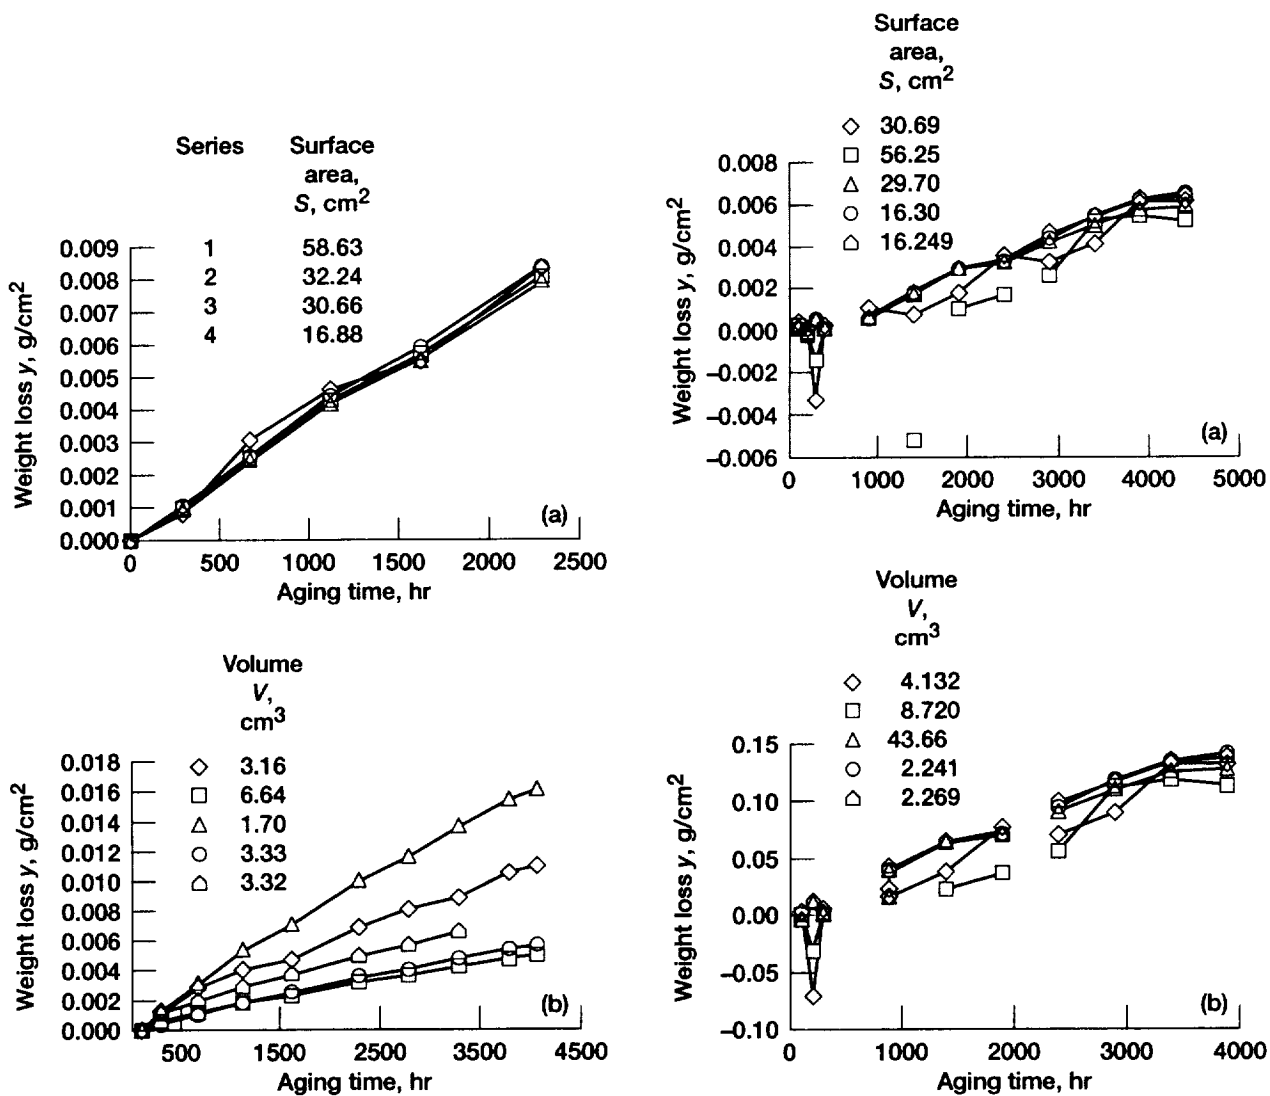 Series Surface
area,
S, cm2
1 58.63
2 32.24
3 30.66
4 16.88
0.009
0.008
0.007
0.006
0.005
0.004
0.003
0.002
0.001
0.000
Weight loss y, g/cm2
(a)
0 500 1000 1500 2000 2500
Aging time, hr
Surface
area,
S, cm2
30.69
56.25
29.70
16.30
16.249
0.008
0.006
0.004
0.002
0.000
–0.002
–0.004
–0.006
Weight loss y, g/cm2
(a)
0 1000 2000 3000 4000 5000
Aging time, hr
Volume
V,
cm3
3.16
6.64
1.70
3.33
3.32
0.018
0.016
0.014
0.012
0.010
0.008
0.006
0.004
0.002
0.000
Weight loss y, g/cm2
(b)
500 1500 2500 3500 4500
Aging time, hr
Volume
V,
cm3
4.132
8.720
43.66
2.241
2.269
0.15
0.10
0.05
0.00
–0.05
–0.10
Weight loss y, g/cm2
(b)
0 1000 2000 3000 4000
Aging time, hr